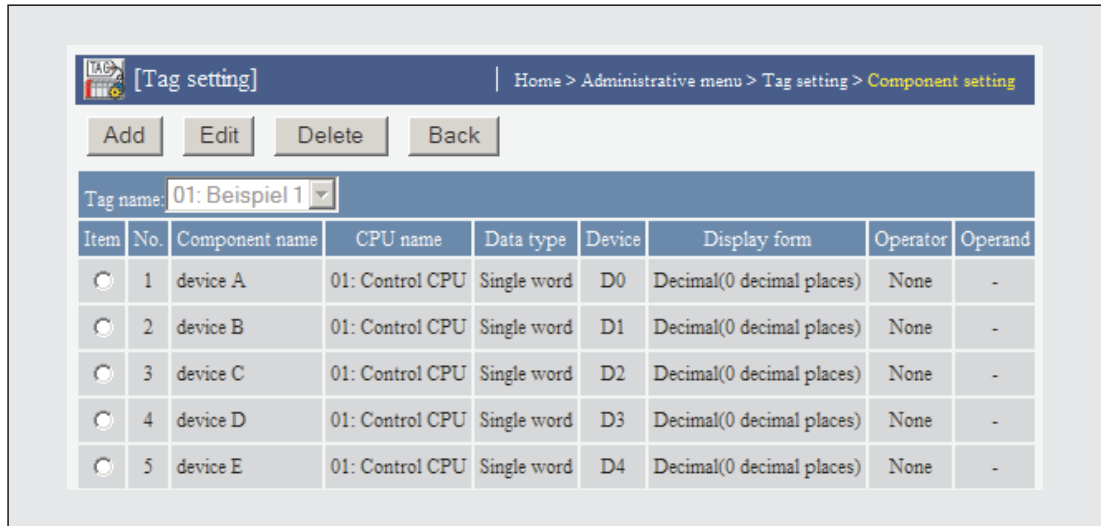 TAG
[Tag setting] Home > Administrative menu > Tag setting > Component setting
Add Edit Delete Back
Tag name: 01: Beispiel 1
Item No. Component name CPU name Data type Device Display form Operator Operand
1 device A 01: Control CPU Single word D0 Decimal(0 decimal places) None -
2 device B 01: Control CPU Single word D1 Decimal(0 decimal places) None -
3 device C 01: Control CPU Single word D2 Decimal(0 decimal places) None -
4 device D 01: Control CPU Single word D3 Decimal(0 decimal places) None -
5 device E 01: Control CPU Single word D4 Decimal(0 decimal places) None -